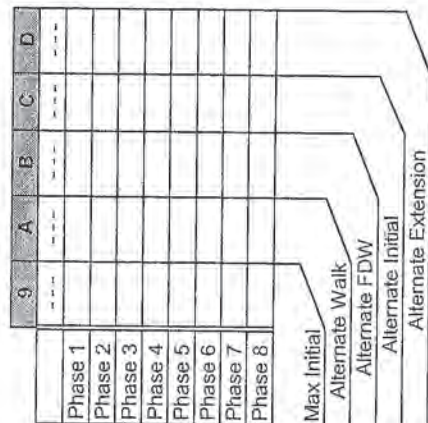 9 A B C D
--- --- --- --- ---
Phase 1
Phase 2
Phase 3
Phase 4
Phase 5
Phase 6
Phase 7
Phase 8
Max Initial
Alternate Walk
Alternate FDW
Alternate Initial
Alternate Extension